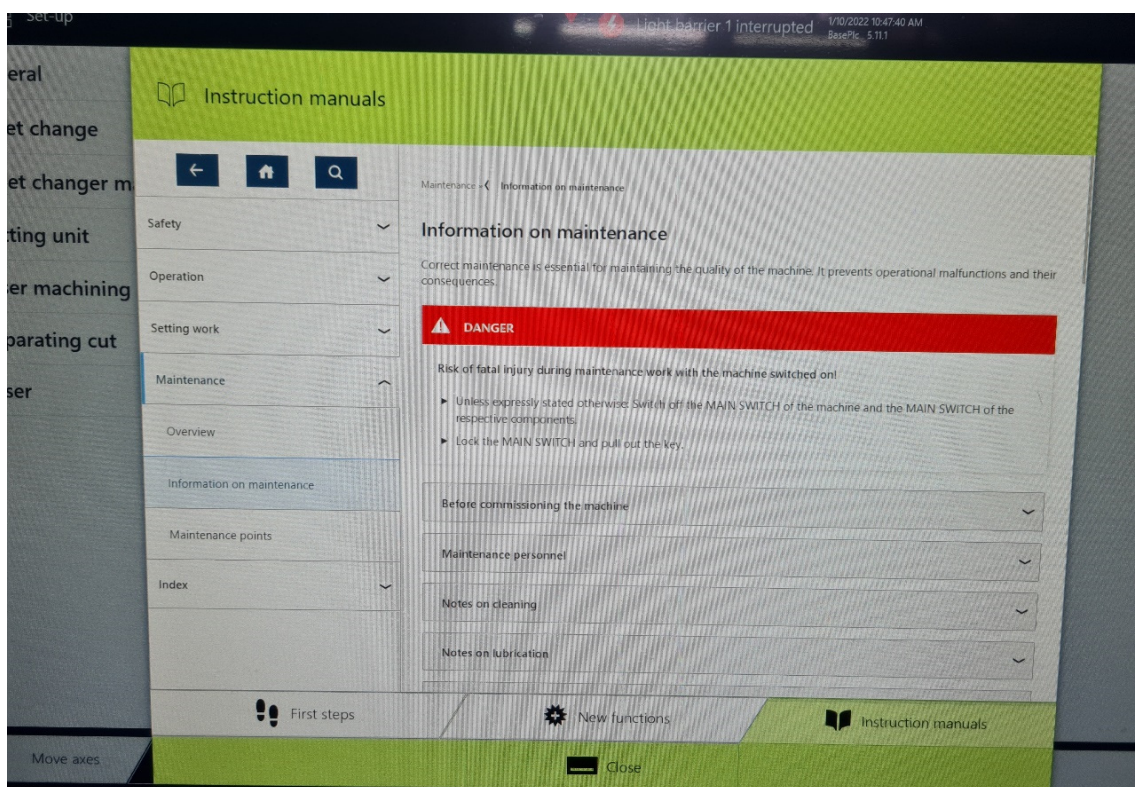 Set-up
Light barrier 1 interrupted
1/10/2022 10:47:40 AM
BasePlc 5.11.1
eral
et change
et changer m
tting unit
er machining
parating cut
ser
Instruction manuals
Safety
Operation
Setting work
Maintenance
Overview
Information on maintenance
Maintenance points
Index
Maintenance
Information on maintenance
Information on maintenance
Correct maintenance is essential for maintaining the quality of the machine. It prevents operational malfunctions and their
consequences.
DANGER
Risk of fatal injury during maintenance work with the machine switched on!
Unless expressly stated otherwise: Switch off the MAIN SWITCH of the machine and the MAIN SWITCH of the
respective components.
Lock the MAIN SWITCH and pull out the key.
Before commissioning the machine
Maintenance personnel
Notes on cleaning
Notes on lubrication
First steps
New functions
Instruction manuals
Move axes
Close